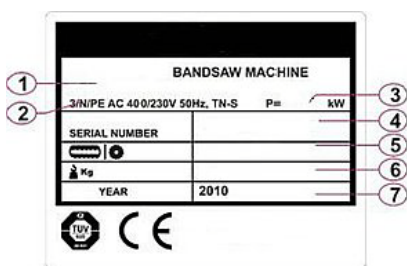 BANDSAW MACHINE
1
3/N/PE AC 400/230V 50Hz, TN-S P= kW
2
3
SERIAL NUMBER
4
5
Kg
6
YEAR 2010
7
TÜV
CE